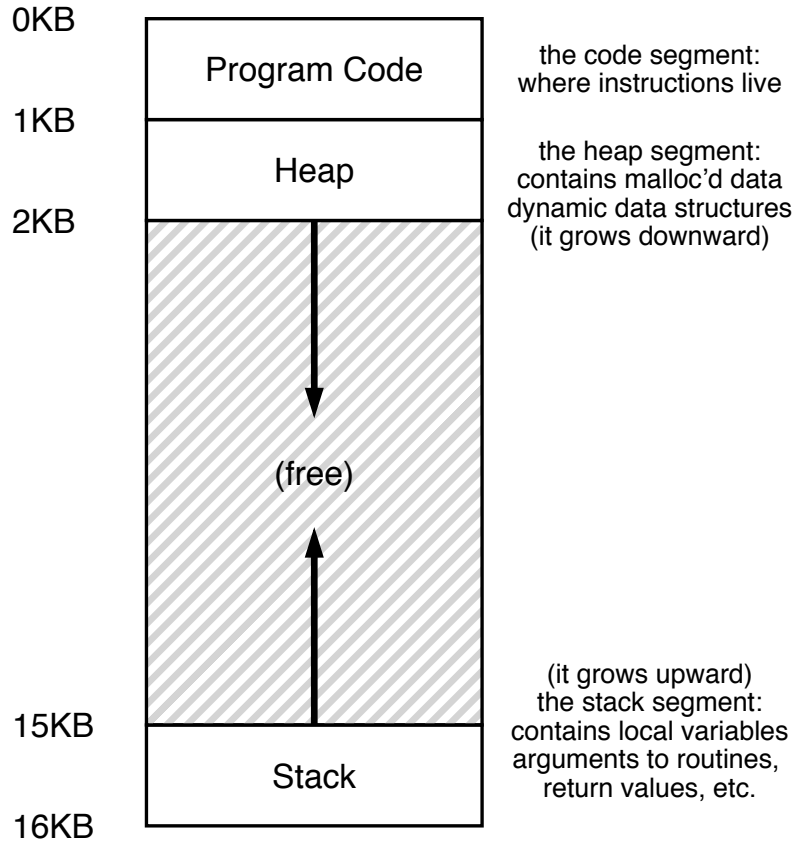 0KB
Program Code
the code segment:
where instructions live
1KB
Heap
the heap segment:
contains malloc'd data
dynamic data structures
(it grows downward)
2KB
(free)
(it grows upward)
the stack segment:
contains local variables
arguments to routines,
return values, etc.
15KB
Stack
16KB